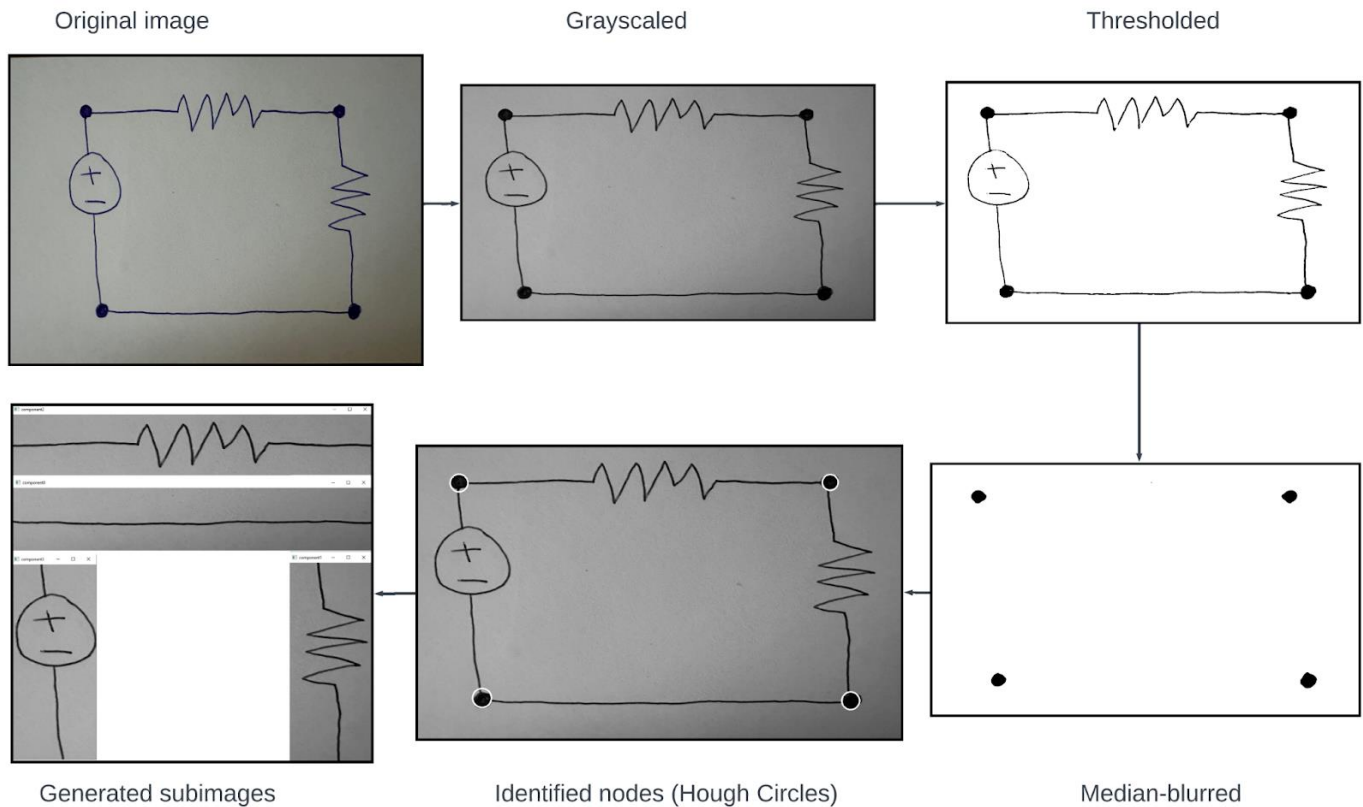 Original image
Grayscaled
Thresholded
+
−
+
−
+
−
+
−
+
−
Generated subimages
Identified nodes (Hough Circles)
Median-blurred